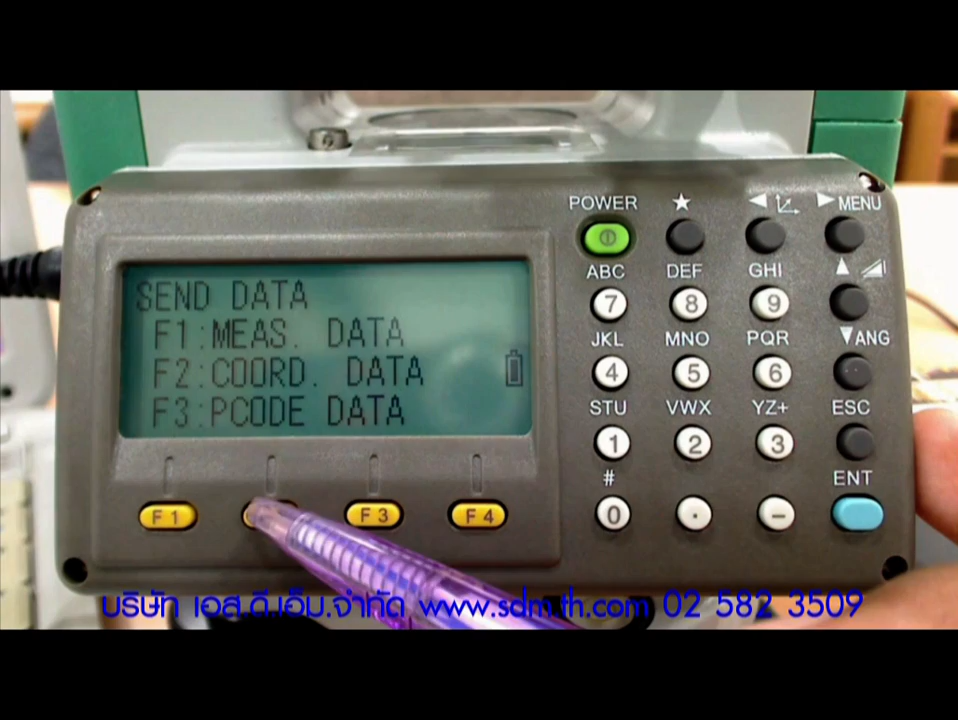 POWER ★ ◀ ▶ MENU
ABC DEF GHI ▲
7 8 9
JKL MNO PQR ▼ANG
4 5 6
STU VWX YZ+ ESC
1 2 3
# ENT
0 . −
SEND DATA
F1:MEAS. DATA
F2:COORD. DATA
F3:PCODE DATA
F1 F3 F4
บริษัท เอส.ดี.เอ็ม.จำกัด www.sdm.th.com 02 582 3509